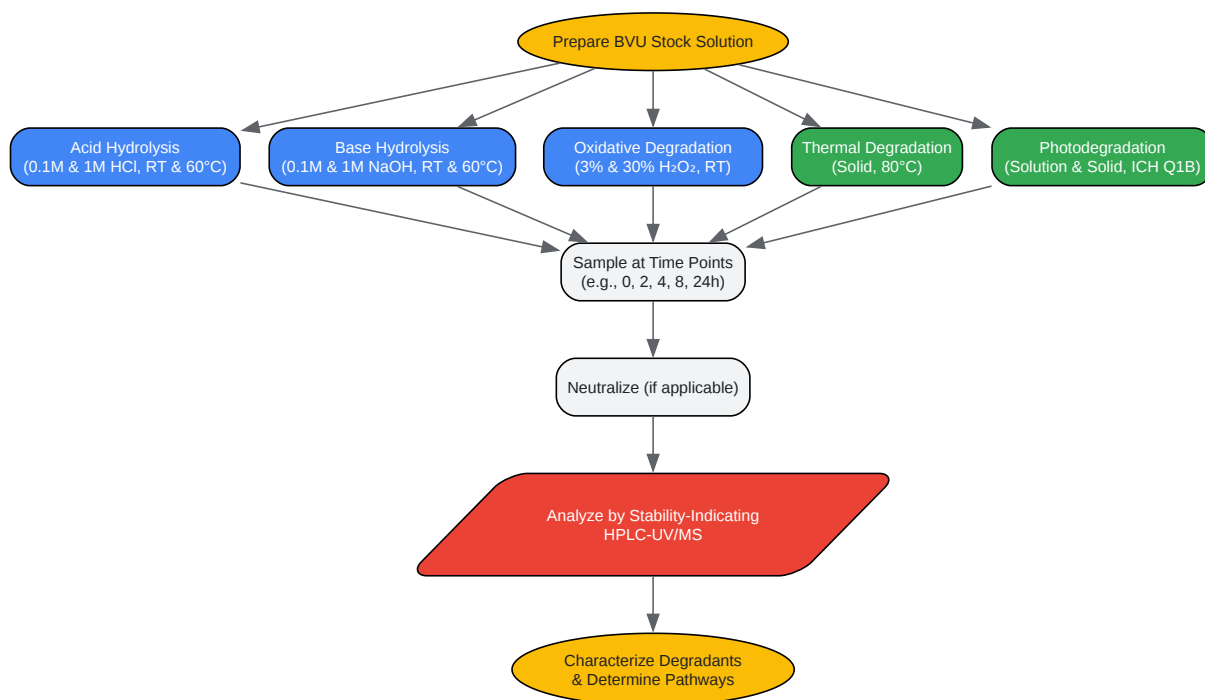 Prepare BVU Stock Solution
Acid Hydrolysis
(0.1M & 1M HCl, RT & 60°C)
Base Hydrolysis
(0.1M & 1M NaOH, RT & 60°C)
Oxidative Degradation
(3% & 30% H₂O₂, RT)
Thermal Degradation
(Solid, 80°C)
Photodegradation
(Solution & Solid, ICH Q1B)
Sample at Time Points
(e.g., 0, 2, 4, 8, 24h)
Neutralize (if applicable)
Analyze by Stability-Indicating
HPLC-UV/MS
Characterize Degradants
& Determine Pathways